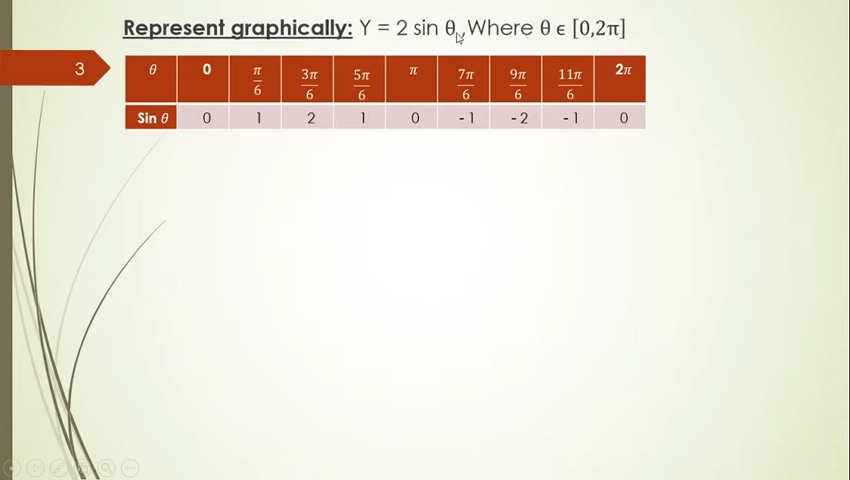 Represent graphically: Y = 2 sin θ , Where θ ϵ [0,2π]
3
θ 0 π/6 3π/6 5π/6 π 7π/6 9π/6 11π/6 2π
Sin θ 0 1 2 1 0 - 1 - 2 - 1 0